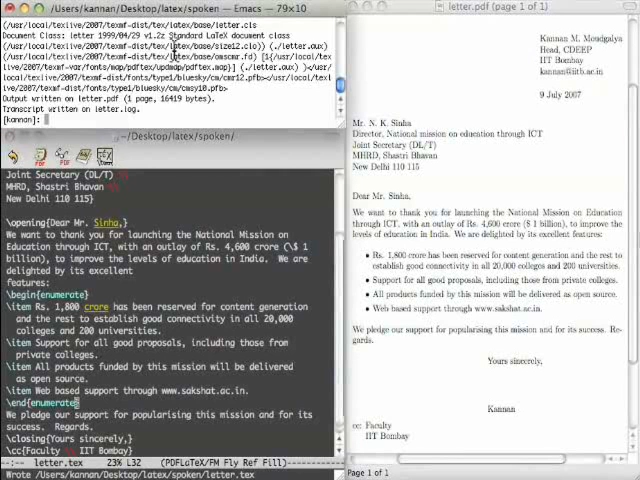 ~/Desktop/latex/spoken — Emacs — 79×10
(/usr/local/texlive/2007/texmf-dist/tex/latex/base/letter.cls
Document Class: letter 1999/04/29 v1.2z Standard LaTeX document class
(/usr/local/texlive/2007/texmf-dist/tex/latex/base/size12.clo)) (./letter.aux)
(/usr/local/texlive/2007/texmf-dist/tex/latex/base/omscmr.fd) [1{/usr/local/tex
live/2007/texmf-var/fonts/map/pdftex/updmap/pdftex.map}] (./letter.aux) )</usr/
local/texlive/2007/texmf-dist/fonts/type1/bluesky/cm/cmr12.pfb></usr/local/texl
ive/2007/texmf-dist/fonts/type1/bluesky/cm/cmsy10.pfb>
Output written on letter.pdf (1 page, 16419 bytes).
Transcript written on letter.log.
[kannan]:
~/Desktop/latex/spoken/
Joint Secretary (DL/T) \\
MHRD, Shastri Bhavan \\
New Delhi 110 115}
\opening{Dear Mr. Sinha,}
We want to thank you for launching the National Mission on
Education through ICT, with an outlay of Rs. 4,600 crore (\$ 1
billion), to improve the levels of education in India. We are
delighted by its excellent
features:
\begin{enumerate}
\item Rs. 1,800 crore has been reserved for content generation
and the rest to establish good connectivity in all 20,000
colleges and 200 universities.
\item Support for all good proposals, including those from
private colleges.
\item All products funded by this mission will be delivered
as open source.
\item Web based support through www.sakshat.ac.in.
\end{enumerate}
We pledge our support for popularising this mission and for its
success. Regards.
\closing{Yours sincerely,}
\cc{Faculty \\ IIT Bombay}
--:-- letter.tex 23% L32 (PDFLaTeX/FM Fly Ref Fill)
Wrote /Users/kannan/Desktop/latex/spoken/letter.tex
letter.pdf (1 page)
Kannan M. Moudgalya
Head, CDEEP
IIT Bombay
kannan@iitb.ac.in
9 July 2007
Mr. N. K. Sinha
Director, National mission on education through ICT
Joint Secretary (DL/T)
MHRD, Shastri Bhavan
New Delhi 110 115
Dear Mr. Sinha,
We want to thank you for launching the National Mission on Education
through ICT, with an outlay of Rs. 4,600 crore ($ 1 billion), to improve the
levels of education in India. We are delighted by its excellent features:
• Rs. 1,800 crore has been reserved for content generation and the rest to
establish good connectivity in all 20,000 colleges and 200 universities.
• Support for all good proposals, including those from private colleges.
• All products funded by this mission will be delivered as open source.
• Web based support through www.sakshat.ac.in.
We pledge our support for popularising this mission and for its success. Re-
gards.
Yours sincerely,
Kannan
cc: Faculty
IIT Bombay
Page 1 of 1